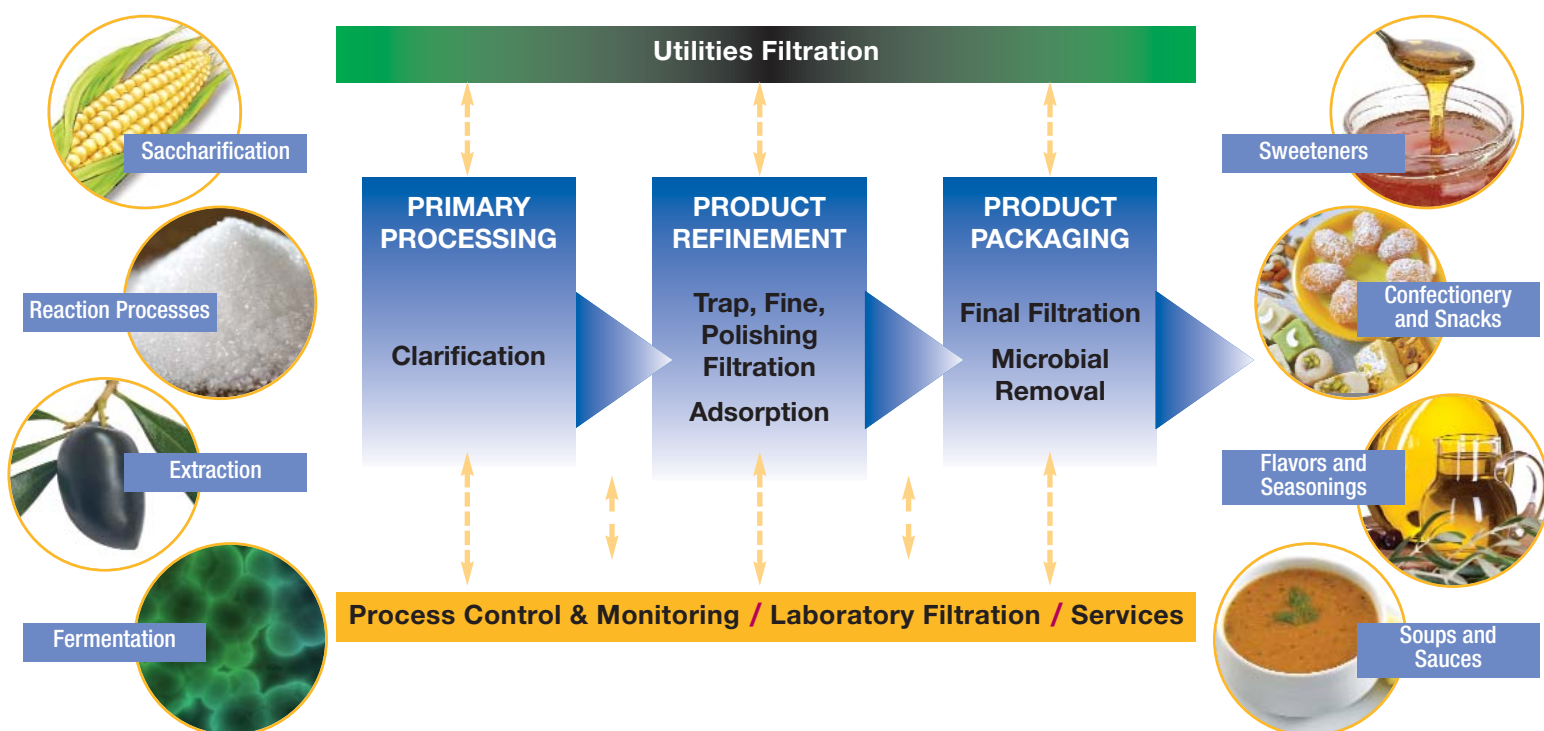 Utilities Filtration
Saccharification
Reaction Processes
Extraction
Fermentation
PRIMARY
PROCESSING
Clarification
PRODUCT
REFINEMENT
Trap, Fine,
Polishing
Filtration
Adsorption
PRODUCT
PACKAGING
Final Filtration
Microbial
Removal
Sweeteners
Confectionery
and Snacks
Flavors and
Seasonings
Soups and
Sauces
Process Control & Monitoring / Laboratory Filtration / Services